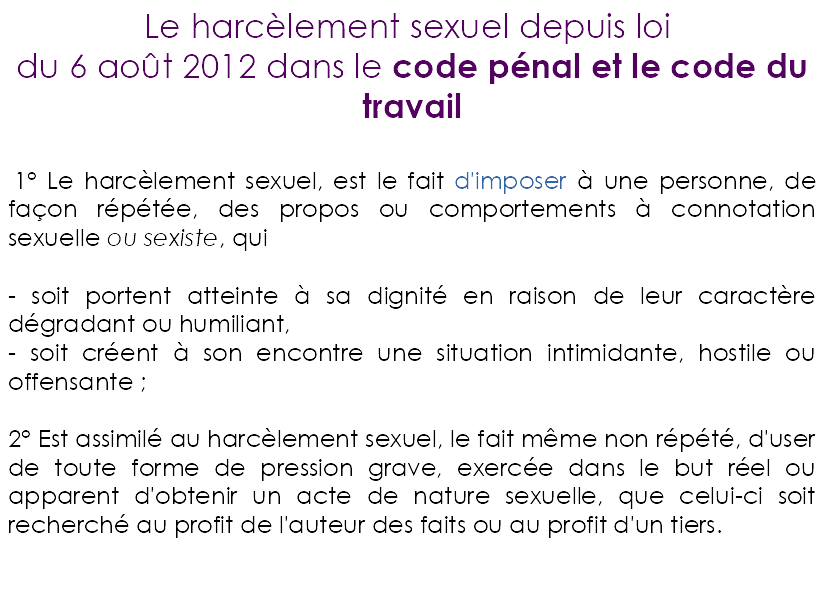 Le harcèlement sexuel depuis loi
du 6 août 2012 dans le code pénal et le code du
travail
1° Le harcèlement sexuel, est le fait d'imposer à une personne, de
façon répétée, des propos ou comportements à connotation
sexuelle ou sexiste, qui
- soit portent atteinte à sa dignité en raison de leur caractère
dégradant ou humiliant,
- soit créent à son encontre une situation intimidante, hostile ou
offensante ;
2° Est assimilé au harcèlement sexuel, le fait même non répété, d'user
de toute forme de pression grave, exercée dans le but réel ou
apparent d'obtenir un acte de nature sexuelle, que celui-ci soit
recherché au profit de l'auteur des faits ou au profit d'un tiers.